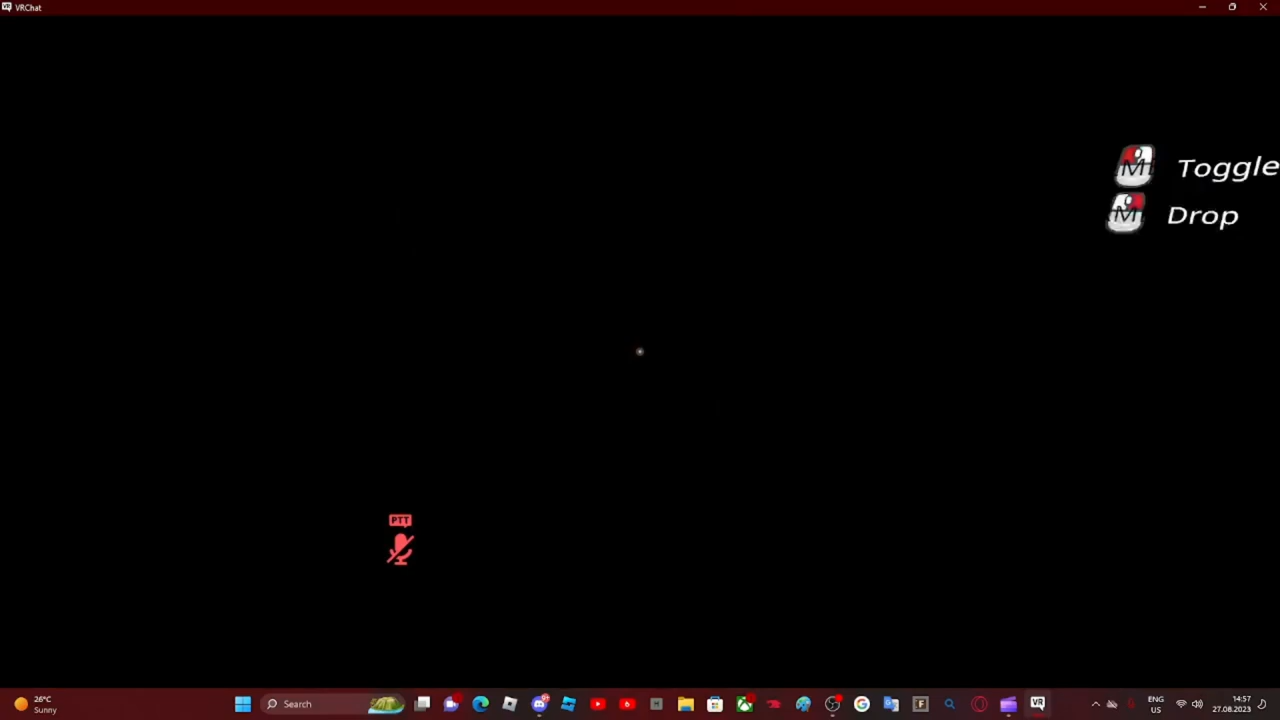 VRChat
Toggle
Drop
PTT
26°C
Sunny
Search
ENG
US
14:57
27.08.2023